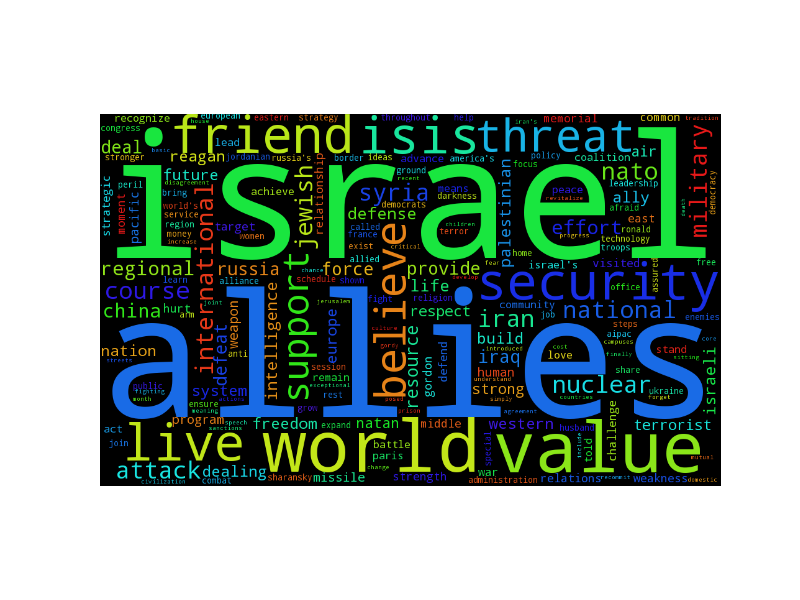 recognize european eastern strategy throughout help iran's memorial common tradition
congress house friend isis threat
deal basic lead air
stronger reagan jordanian russia's border ideas advance america's policy coalition focus nato
future israel ground military
peril disagreement achieve recent means syria peace leadership
strategic moment pacific bring world's international democrats darkness palestinian afraid ally democracy
service relationship jewish defense children effort east
region target called terror progress ronald
money exist critical technology
increase allied home troops
regional russia chance force believe provide fear israel's visited assured free
learn alliance schedule shown life security office
course joint intelligence jerusalem fight religion community national enemies
china hurt arm weapon support europe respect iran job steps
nation anti culture resource build aipac campuses core
streets defeat session gordon introduced cost finally stand sitting
allies exceptional defend iraq love
public remain understand human share israeli
fighting system rest strong nuclear ukraine
month ensure grow posed prison simply countries forget
act meaning program speech agreement terrorist
join live freedom expand natan middle western husband challenge
sanctions world battle special include told value mutual
attack dealing sharansky paris war relations recommit weakness domestic
civilization combat missile change strength administration